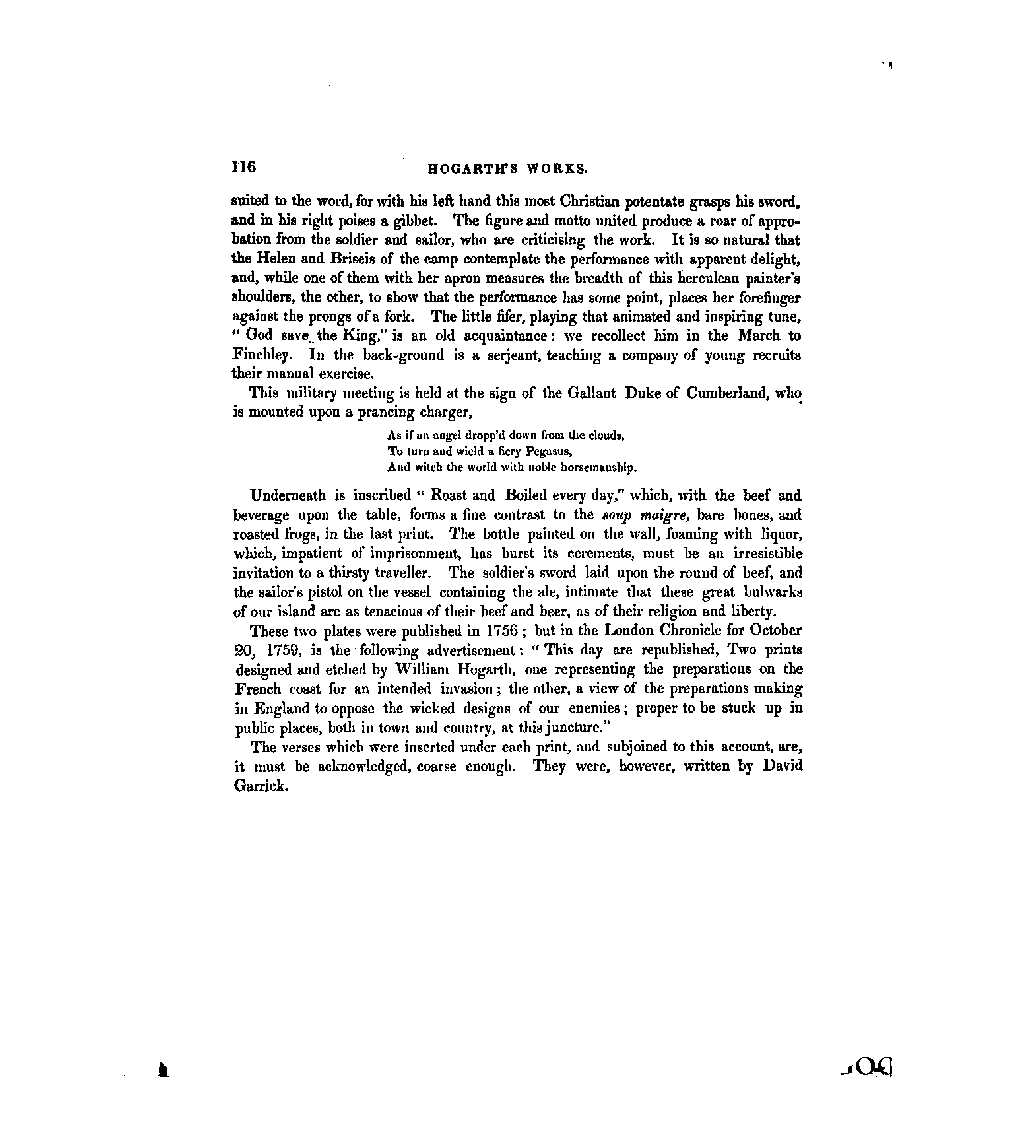 116 HOGARTH'S WORKS.
suited to the word, for with his left hand this most Christian potentate grasps his sword,
and in his right poises a gibbet. The figure and motto united produce a roar of appro-
bation from the soldier and sailor, who are criticising the work. It is so natural that
the Helen and Briseis of the camp contemplate the performance with apparent delight,
and, while one of them with her apron measures the breadth of this herculean painter's
shoulders, the other, to show that the performance has some point, places her forefinger
against the prongs of a fork. The little fifer, playing that animated and inspiring tune,
" God save the King," is an old acquaintance: we recollect him in the March to
Finchley. In the back-ground is a serjeant, teaching a company of young recruits
their manual exercise.
This military meeting is held at the sign of the Gallant Duke of Cumberland, who
is mounted upon a prancing charger,
As if an angel dropp'd down from the clouds,
To turn and wield a fiery Pegasus,
And witch the world with noble horsemanship.
Underneath is inscribed " Roast and Boiled every day," which, with the beef and
beverage upon the table, forms a fine contrast to the soup maigre, bare bones, and
roasted frogs, in the last print. The bottle painted on the wall, foaming with liquor,
which, impatient of imprisonment, has burst its cerements, must be an irresistible
invitation to a thirsty traveller. The soldier's sword laid upon the round of beef, and
the sailor's pistol on the vessel containing the ale, intimate that these great bulwarks
of our island are as tenacious of their beef and beer, as of their religion and liberty.
These two plates were published in 1756 ; but in the London Chronicle for October
20, 1759, is the following advertisement : " This day are republished, Two prints
designed and etched by William Hogarth, one representing the preparations on the
French coast for an intended invasion ; the other, a view of the preparations making
in England to oppose the wicked designs of our enemies ; proper to be stuck up in
public places, both in town and country, at this juncture."
The verses which were inserted under each print, and subjoined to this account, are,
it must be acknowledged, coarse enough. They were, however, written by David
Garrick.